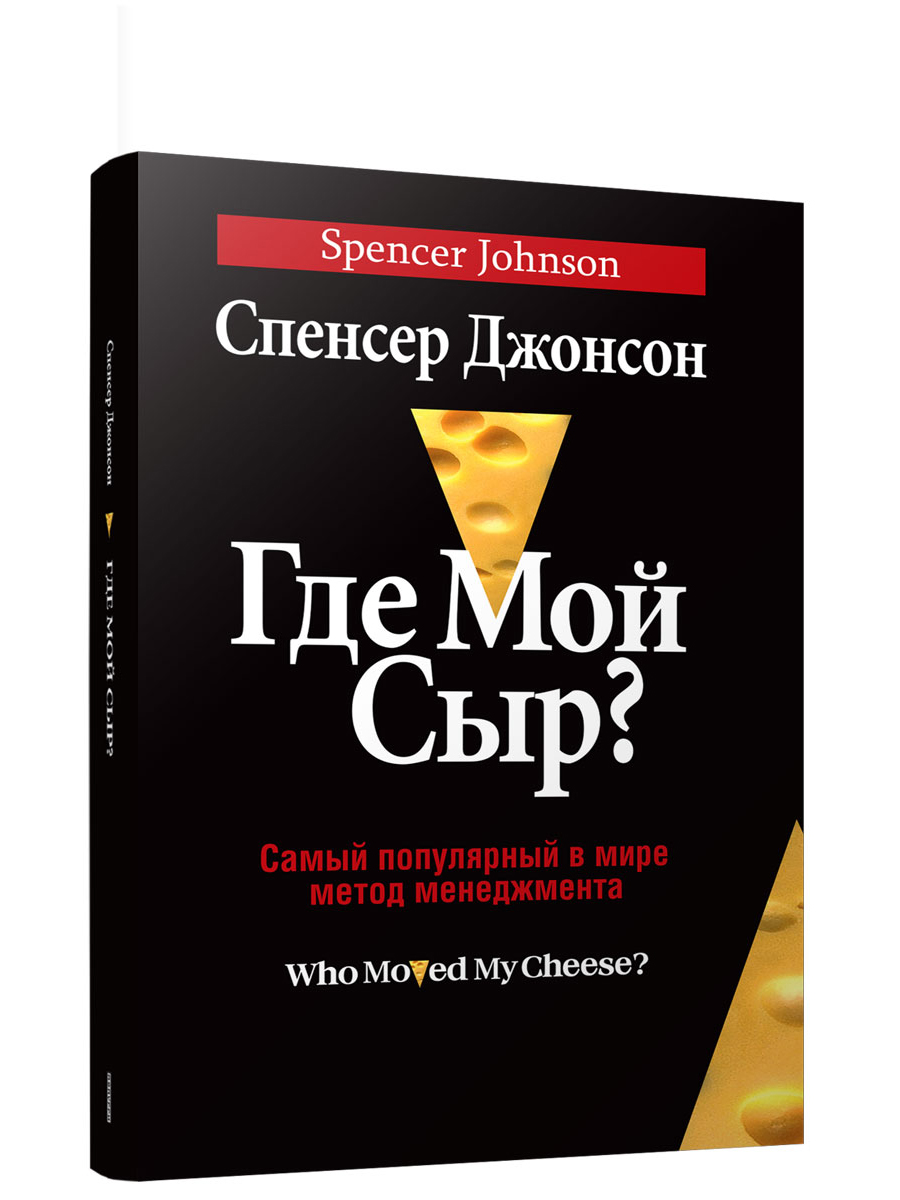 Spencer Johnson
Спенсер Джонсон
Где Мой
Сыр?
Самый популярный в мире
метод менеджмента
Who Moved My Cheese?
Спенсер Джонсон ГДЕ МОЙ СЫР?